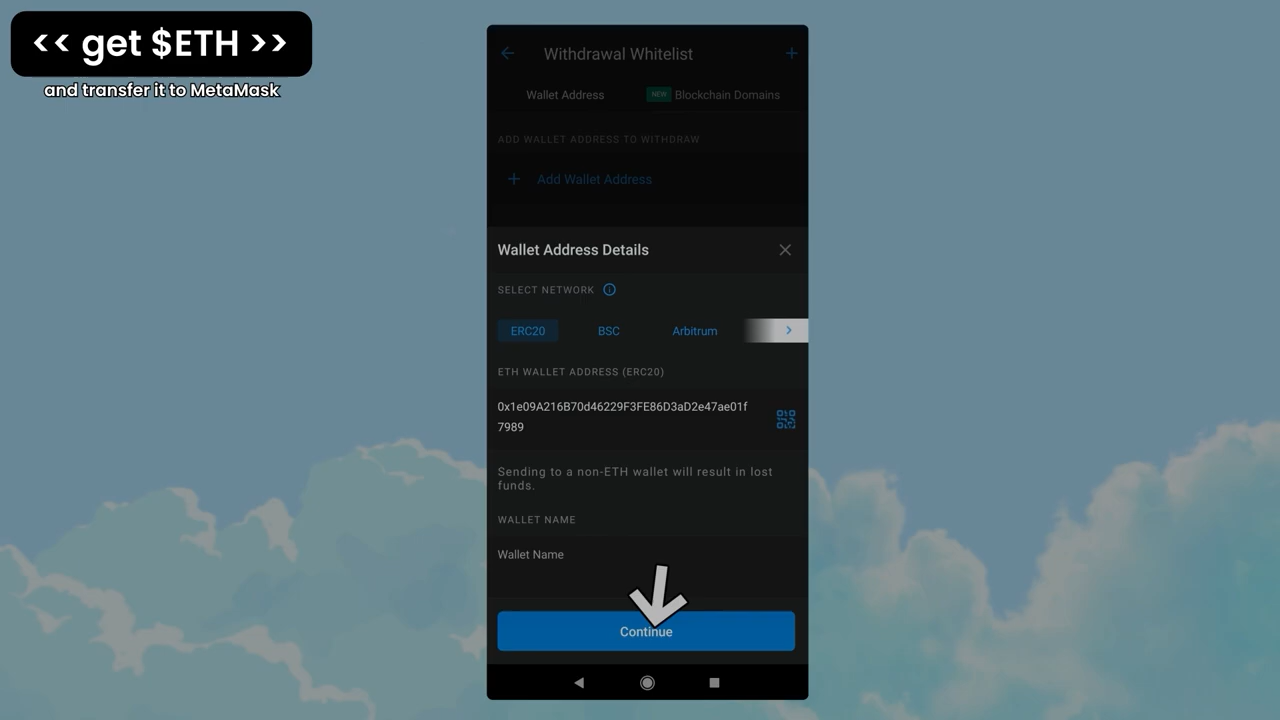 << get $ETH >>
and transfer it to MetaMask
Withdrawal Whitelist
Wallet Address
NEW Blockchain Domains
ADD WALLET ADDRESS TO WITHDRAW
+ Add Wallet Address
Wallet Address Details
SELECT NETWORK
ERC20 BSC Arbitrum
ETH WALLET ADDRESS (ERC20)
0x1e09A216B70d46229F3FE86D3aD2e47ae01f
7989
Sending to a non-ETH wallet will result in lost
funds.
WALLET NAME
Wallet Name
Continue